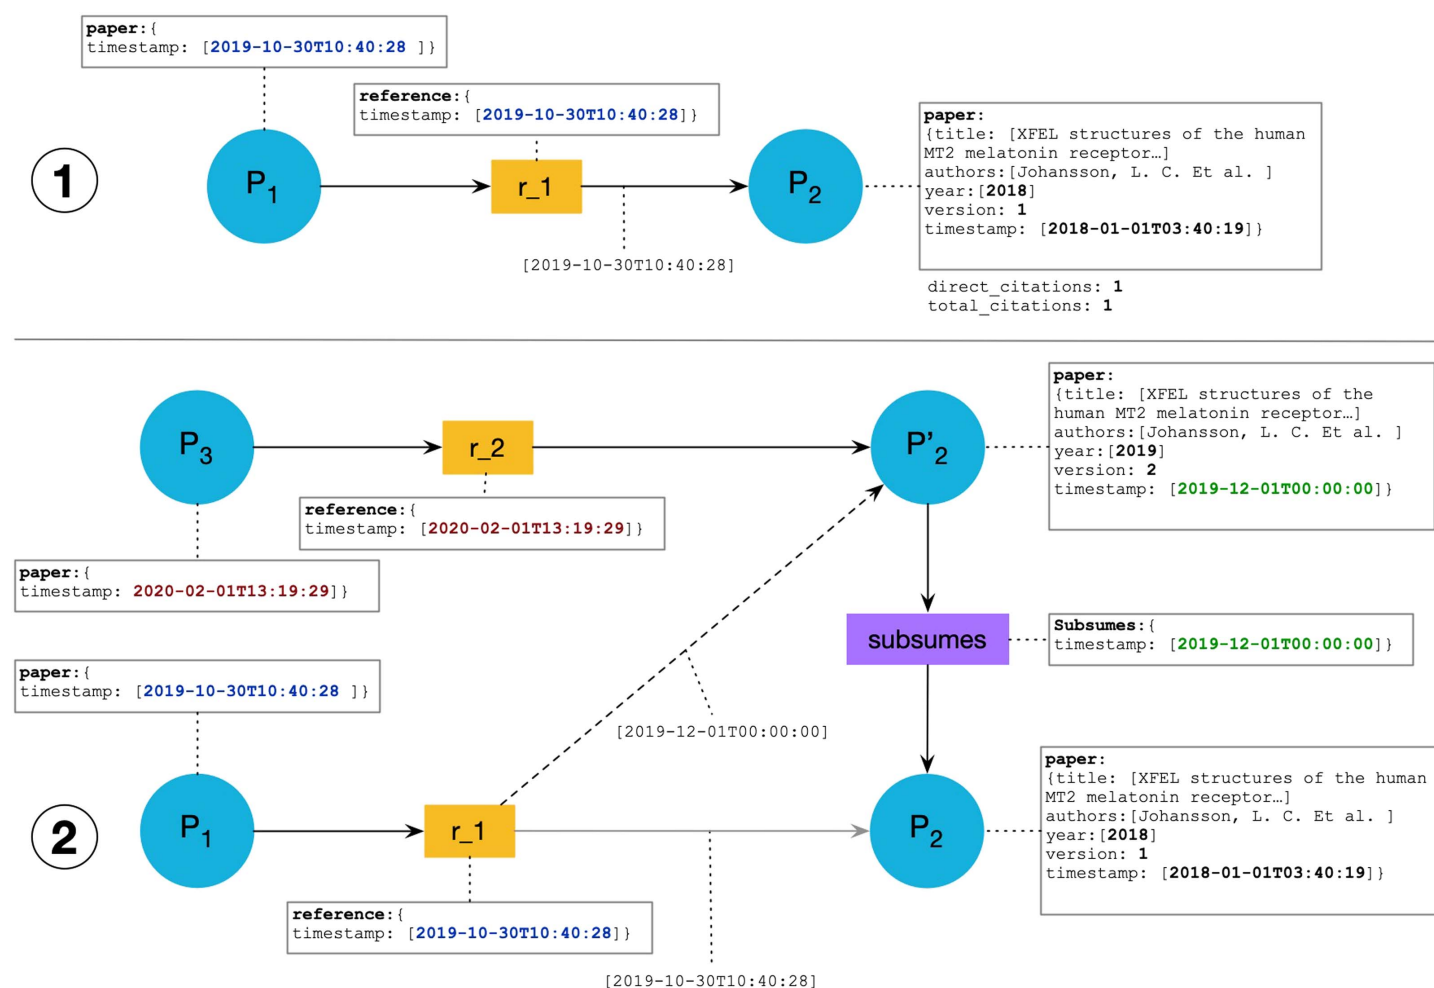 paper:{
timestamp: [2019-10-30T10:40:28 ]}
reference:{
timestamp: [2019-10-30T10:40:28]}
1
P1
r_1
P2
[2019-10-30T10:40:28]
paper:
{title: [XFEL structures of the human
MT2 melatonin receptor…]
authors:[Johansson, L. C. Et al. ]
year:[2018]
version: 1
timestamp: [2018-01-01T03:40:19]}
direct_citations: 1
total_citations: 1
P3
r_2
P’2
reference:{
timestamp: [2020-02-01T13:19:29]}
paper:{
timestamp: 2020-02-01T13:19:29]}
paper:
{title: [XFEL structures of the
human MT2 melatonin receptor…]
authors:[Johansson, L. C. Et al. ]
year:[2019]
version: 2
timestamp: [2019-12-01T00:00:00]}
subsumes
Subsumes:{
timestamp: [2019-12-01T00:00:00]}
paper:{
timestamp: [2019-10-30T10:40:28 ]}
[2019-12-01T00:00:00]
2
P1
r_1
P2
paper:
{title: [XFEL structures of the human
MT2 melatonin receptor…]
authors:[Johansson, L. C. Et al. ]
year:[2018]
version: 1
timestamp: [2018-01-01T03:40:19]}
reference:{
timestamp: [2019-10-30T10:40:28]}
[2019-10-30T10:40:28]